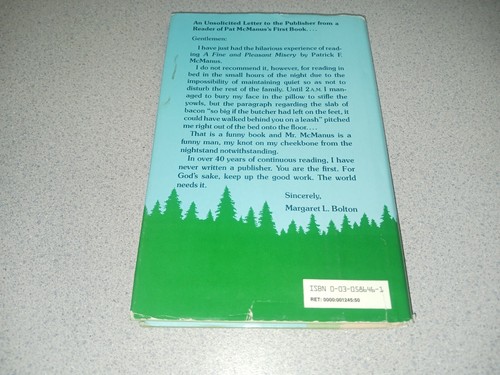 An Unsolicited Letter to the Publisher from a
Reader of Pat McManus's First Book. . . .
Gentlemen:
I have just had the hilarious experience of read-
ing A Fine and Pleasant Misery by Patrick F.
McManus.
I do not recommend it, however, for reading in
bed in the small hours of the night due to the
impossibility of maintaining quiet so as not to
disturb the rest of the family. Until 2 A.M. I man-
aged to bury my face in the pillow to stifle the
yowls, but the paragraph regarding the slab of
bacon "so big if the butcher had left on the feet, it
could have walked behind you on a leash" pitched
me right out of the bed onto the floor. . . .
That is a funny book and Mr. McManus is a
funny man, my knot on my cheekbone from the
nightstand notwithstanding.
In over 40 years of continuous reading, I have
never written a publisher. You are the first. For
God's sake, keep up the good work. The world
needs it.
Sincerely,
Margaret L. Bolton
ISBN 0-03-058646-3